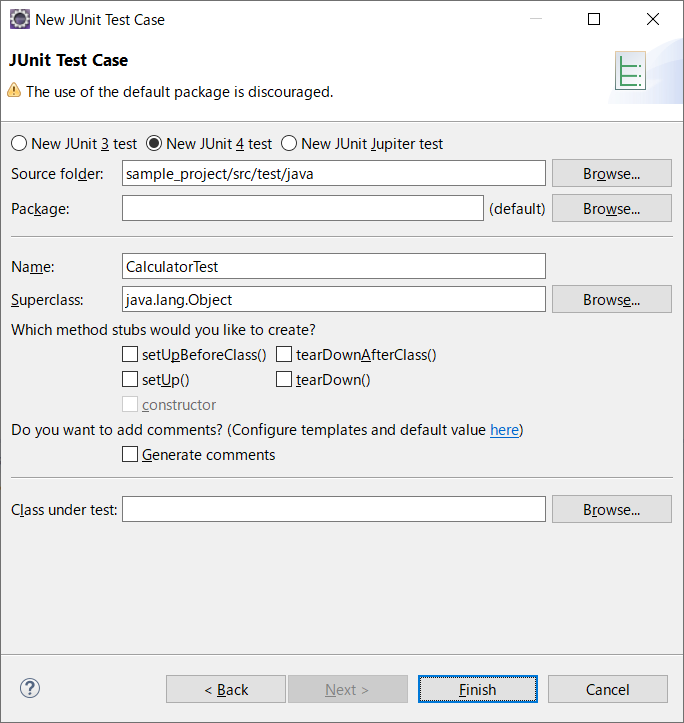 New JUnit Test Case
JUnit Test Case
The use of the default package is discouraged.
New JUnit 3 test New JUnit 4 test New JUnit Jupiter test
Source folder: sample_project/src/test/java Browse...
Package: (default) Browse...
Name: CalculatorTest
Superclass: java.lang.Object Browse...
Which method stubs would you like to create?
setUpBeforeClass() tearDownAfterClass()
setUp() tearDown()
constructor
Do you want to add comments? (Configure templates and default value here)
Generate comments
Class under test: Browse...
? < Back Next > Finish Cancel